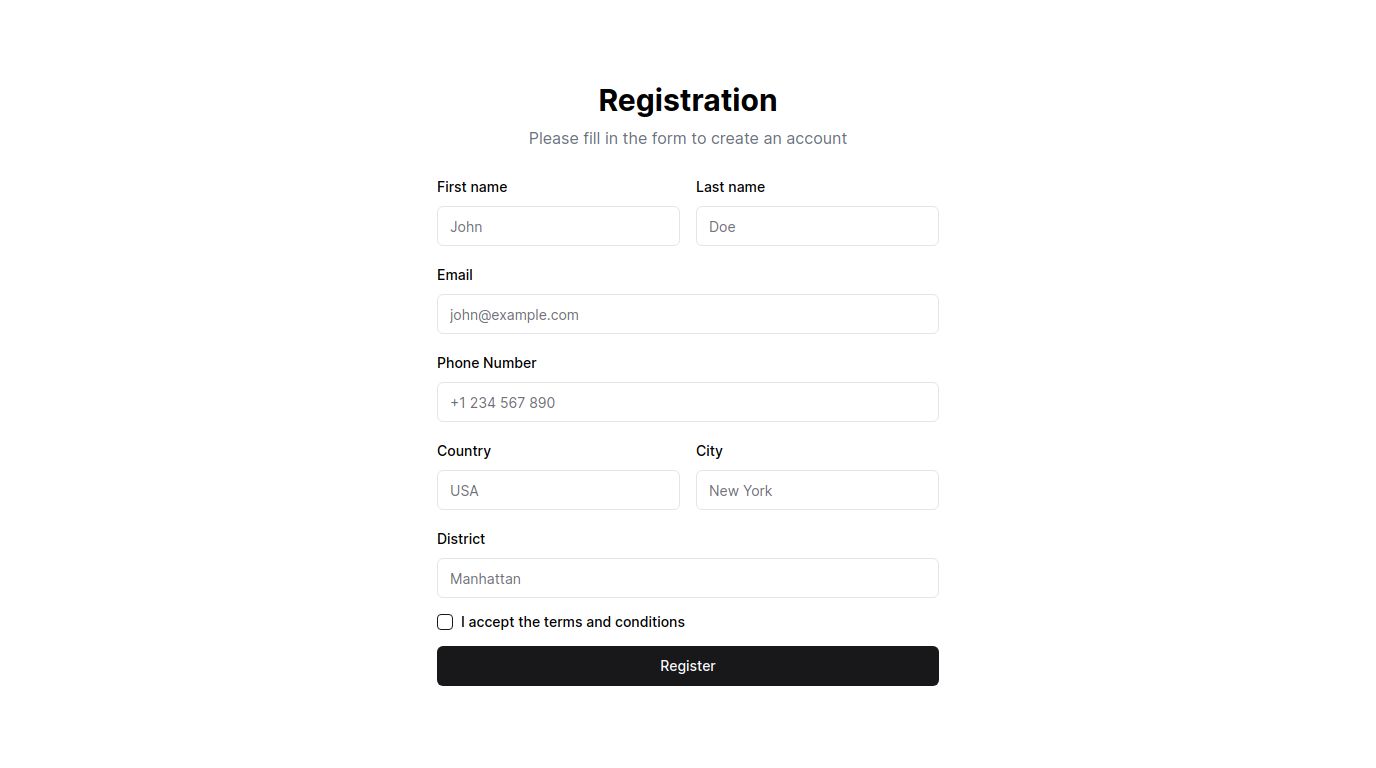 Registration
Please fill in the form to create an account
First name
Last name
John
Doe
Email
john@example.com
Phone Number
+1 234 567 890
Country
City
USA
New York
District
Manhattan
I accept the terms and conditions
Register